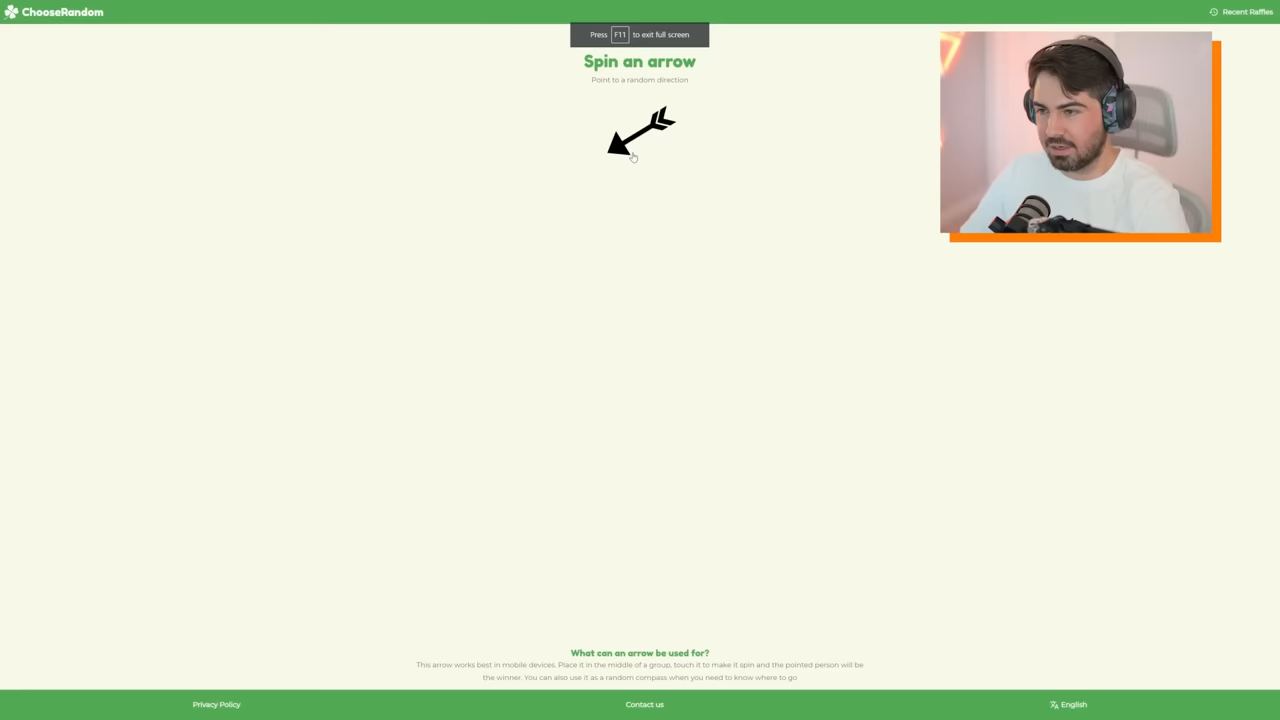 ChooseRandom
Recent Raffles
Press F11 to exit full screen
Spin an arrow
Point to a random direction
What can an arrow be used for?
This arrow works best in mobile devices. Place it in the middle of a group, touch it to make it spin and the pointed person will be
the winner. You can also use it as a random compass when you need to know where to go
Privacy Policy
Contact us
English